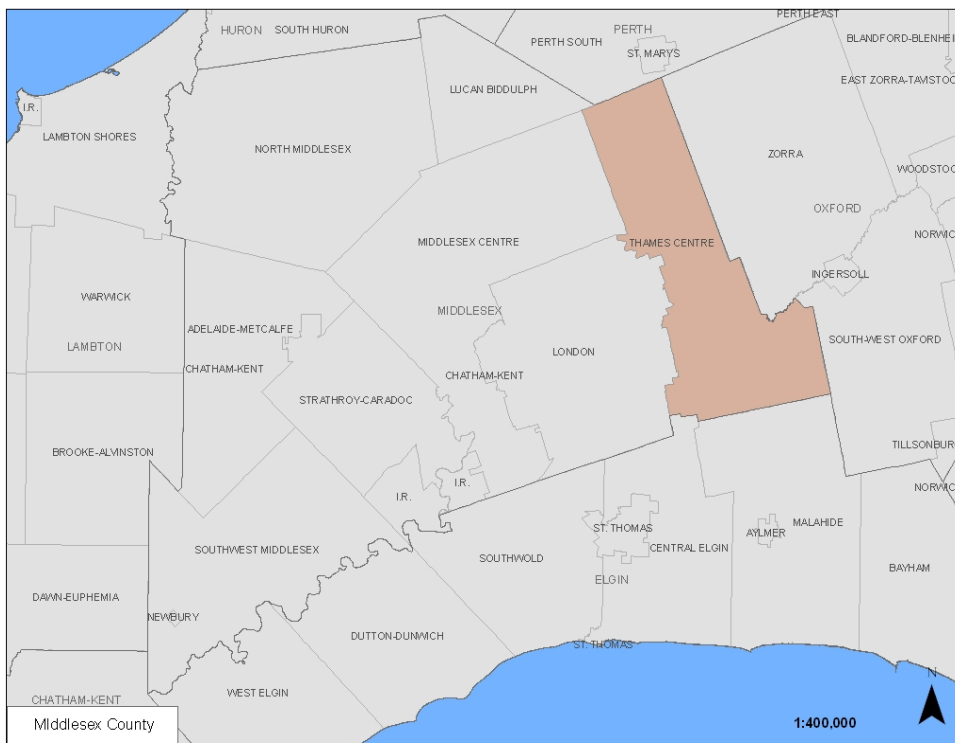 PERTH EAST
HURON
SOUTH HURON
PERTH
PERTH SOUTH
BLANDFORD-BLENHEI
ST. MARYS
EAST ZORRA-TAVISTOC
LUCAN BIDDULPH
I.R.
LAMBTON SHORES
NORTH MIDDLESEX
ZORRA
WOODSTOC
OXFORD
NORWIC
MIDDLESEX CENTRE
THAMES CENTRE
INGERSOLL
WARWICK
MIDDLESEX
ADELAIDE-METCALFE
SOUTH-WEST OXFORD
LAMBTON
LONDON
CHATHAM-KENT
CHATHAM-KENT
STRATHROY-CARADOC
TILLSONBURG
BROOKE-ALVINSTON
I.R.
I.R.
NORWIC
MALAHIDE
ST. THOMAS
AYLMER
SOUTHWEST MIDDLESEX
CENTRAL ELGIN
SOUTHWOLD
BAYHAM
ELGIN
DAWN-EUPHEMIA
NEWBURY
DUTTON-DUNWICH
ST. THOMAS
N
WEST ELGIN
CHATHAM-KENT
Middlesex County
1:400,000